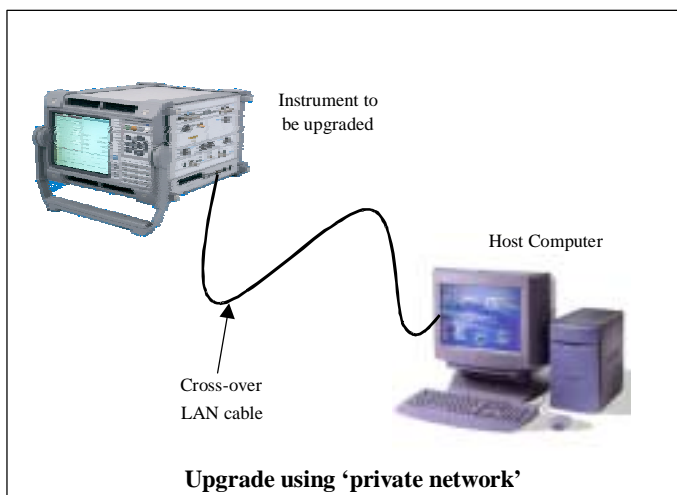 Instrument to
be upgraded
Host Computer
Cross-over
LAN cable
Upgrade using ‘private network’